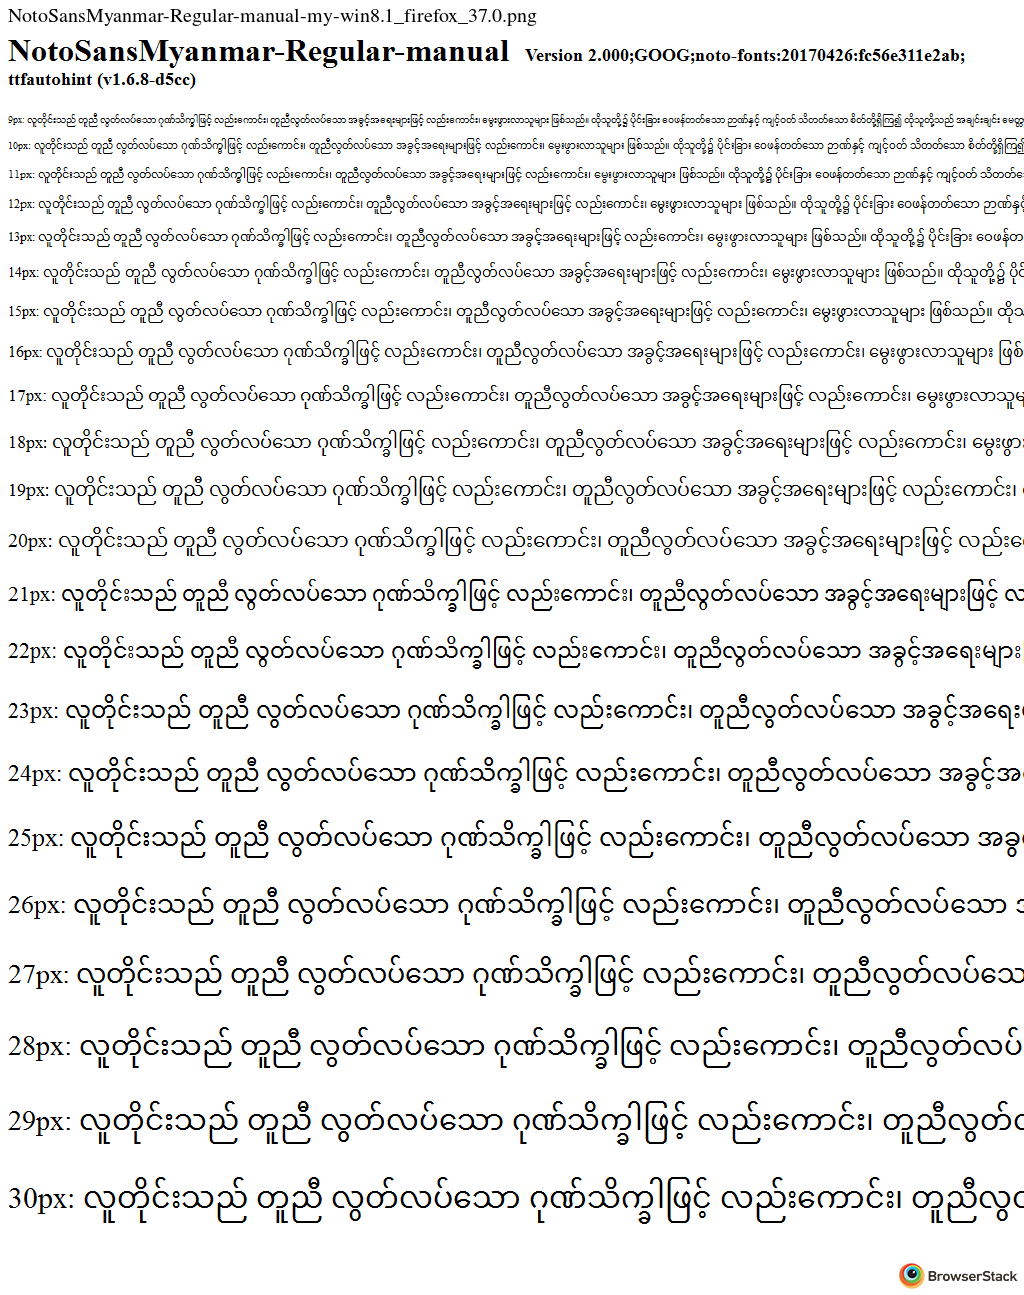 NotoSansMyanmar-Regular-manual-my-win8.1_firefox_37.0.png
NotoSansMyanmar-Regular-manual Version 2.000;GOOG;noto-fonts:20170426:fc56e311e2ab;
ttfautohint (v1.6.8-d5cc)
9px: လူတိုင်းသည် တူညီ လွတ်လပ်သော ဂုဏ်သိက္ခါဖြင့် လည်းကောင်း၊ တူညီလွတ်လပ်သော အခွင့်အရေးများဖြင့် လည်းကောင်း၊ မွေးဖွားလာသူများ ဖြစ်သည်။ ထိုသူတို့၌ ပိုင်းခြား ဝေဖန်တတ်သော ဉာဏ်နှင့် ကျင့်ဝတ် သိတတ်သော စိတ်တို့ရှိကြ၍ ထိုသူတို့သည် အချင်းချင်း မေတ္တာ
10px: လူတိုင်းသည် တူညီ လွတ်လပ်သော ဂုဏ်သိက္ခါဖြင့် လည်းကောင်း၊ တူညီလွတ်လပ်သော အခွင့်အရေးများဖြင့် လည်းကောင်း၊ မွေးဖွားလာသူများ ဖြစ်သည်။ ထိုသူတို့၌ ပိုင်းခြား ဝေဖန်တတ်သော ဉာဏ်နှင့် ကျင့်ဝတ် သိတတ်သော စိတ်တို့ရှိကြ၍
11px: လူတိုင်းသည် တူညီ လွတ်လပ်သော ဂုဏ်သိက္ခါဖြင့် လည်းကောင်း၊ တူညီလွတ်လပ်သော အခွင့်အရေးများဖြင့် လည်းကောင်း၊ မွေးဖွားလာသူများ ဖြစ်သည်။ ထိုသူတို့၌ ပိုင်းခြား ဝေဖန်တတ်သော ဉာဏ်နှင့် ကျင့်ဝတ် သိတတ်သော
12px: လူတိုင်းသည် တူညီ လွတ်လပ်သော ဂုဏ်သိက္ခါဖြင့် လည်းကောင်း၊ တူညီလွတ်လပ်သော အခွင့်အရေးများဖြင့် လည်းကောင်း၊ မွေးဖွားလာသူများ ဖြစ်သည်။ ထိုသူတို့၌ ပိုင်းခြား ဝေဖန်တတ်သော ဉာဏ်နှင့်
13px: လူတိုင်းသည် တူညီ လွတ်လပ်သော ဂုဏ်သိက္ခါဖြင့် လည်းကောင်း၊ တူညီလွတ်လပ်သော အခွင့်အရေးများဖြင့် လည်းကောင်း၊ မွေးဖွားလာသူများ ဖြစ်သည်။ ထိုသူတို့၌ ပိုင်းခြား ဝေဖန်တ
14px: လူတိုင်းသည် တူညီ လွတ်လပ်သော ဂုဏ်သိက္ခါဖြင့် လည်းကောင်း၊ တူညီလွတ်လပ်သော အခွင့်အရေးများဖြင့် လည်းကောင်း၊ မွေးဖွားလာသူများ ဖြစ်သည်။ ထိုသူတို့၌ ပိုင်
15px: လူတိုင်းသည် တူညီ လွတ်လပ်သော ဂုဏ်သိက္ခါဖြင့် လည်းကောင်း၊ တူညီလွတ်လပ်သော အခွင့်အရေးများဖြင့် လည်းကောင်း၊ မွေးဖွားလာသူများ ဖြစ်သည်။ ထိုသ
16px: လူတိုင်းသည် တူညီ လွတ်လပ်သော ဂုဏ်သိက္ခါဖြင့် လည်းကောင်း၊ တူညီလွတ်လပ်သော အခွင့်အရေးများဖြင့် လည်းကောင်း၊ မွေးဖွားလာသူများ ဖြစ်
17px: လူတိုင်းသည် တူညီ လွတ်လပ်သော ဂုဏ်သိက္ခါဖြင့် လည်းကောင်း၊ တူညီလွတ်လပ်သော အခွင့်အရေးများဖြင့် လည်းကောင်း၊ မွေးဖွားလာသူမ
18px: လူတိုင်းသည် တူညီ လွတ်လပ်သော ဂုဏ်သိက္ခါဖြင့် လည်းကောင်း၊ တူညီလွတ်လပ်သော အခွင့်အရေးများဖြင့် လည်းကောင်း၊ မွေးဖွား
19px: လူတိုင်းသည် တူညီ လွတ်လပ်သော ဂုဏ်သိက္ခါဖြင့် လည်းကောင်း၊ တူညီလွတ်လပ်သော အခွင့်အရေးများဖြင့် လည်းကောင်း၊
20px: လူတိုင်းသည် တူညီ လွတ်လပ်သော ဂုဏ်သိက္ခါဖြင့် လည်းကောင်း၊ တူညီလွတ်လပ်သော အခွင့်အရေးများဖြင့် လည်းေ
21px: လူတိုင်းသည် တူညီ လွတ်လပ်သော ဂုဏ်သိက္ခါဖြင့် လည်းကောင်း၊ တူညီလွတ်လပ်သော အခွင့်အရေးများဖြင့် လ
22px: လူတိုင်းသည် တူညီ လွတ်လပ်သော ဂုဏ်သိက္ခါဖြင့် လည်းကောင်း၊ တူညီလွတ်လပ်သော အခွင့်အရေးများ
23px: လူတိုင်းသည် တူညီ လွတ်လပ်သော ဂုဏ်သိက္ခါဖြင့် လည်းကောင်း၊ တူညီလွတ်လပ်သော အခွင့်အရေး
24px: လူတိုင်းသည် တူညီ လွတ်လပ်သော ဂုဏ်သိက္ခါဖြင့် လည်းကောင်း၊ တူညီလွတ်လပ်သော အခွင့်အ
25px: လူတိုင်းသည် တူညီ လွတ်လပ်သော ဂုဏ်သိက္ခါဖြင့် လည်းကောင်း၊ တူညီလွတ်လပ်သော အခွ
26px: လူတိုင်းသည် တူညီ လွတ်လပ်သော ဂုဏ်သိက္ခါဖြင့် လည်းကောင်း၊ တူညီလွတ်လပ်သော
27px: လူတိုင်းသည် တူညီ လွတ်လပ်သော ဂုဏ်သိက္ခါဖြင့် လည်းကောင်း၊ တူညီလွတ်လပ်သေ
28px: လူတိုင်းသည် တူညီ လွတ်လပ်သော ဂုဏ်သိက္ခါဖြင့် လည်းကောင်း၊ တူညီလွတ်လပ်
29px: လူတိုင်းသည် တူညီ လွတ်လပ်သော ဂုဏ်သိက္ခါဖြင့် လည်းကောင်း၊ တူညီလွတ်
30px: လူတိုင်းသည် တူညီ လွတ်လပ်သော ဂုဏ်သိက္ခါဖြင့် လည်းကောင်း၊ တူညီလွ
BrowserStack